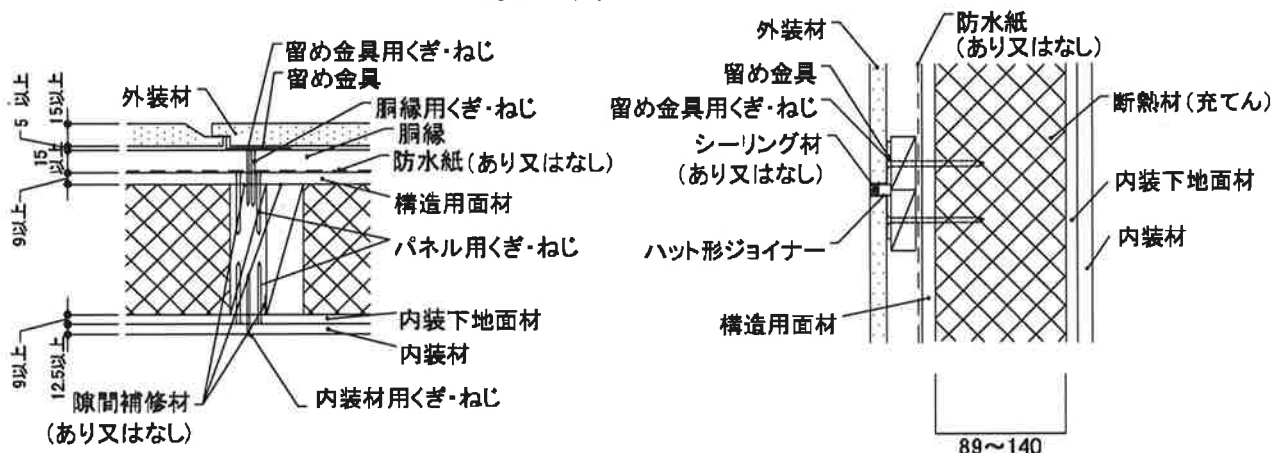 留め金具用くぎ・ねじ
留め金具
外装材
胴縁用くぎ・ねじ
胴縁
防水紙(あり又はなし)
構造用面材
パネル用くぎ・ねじ
内装下地面材
内装材
内装材用くぎ・ねじ
隙間補修材
(あり又はなし)
5 以上
15以上
15
以上
9以上
9以上
12.5以上
外装材
防水紙
(あり又はなし)
留め金具
留め金具用くぎ・ねじ
シーリング材
(あり又はなし)
ハット形ジョイナー
構造用面材
断熱材(充てん)
内装下地面材
内装材
89~140